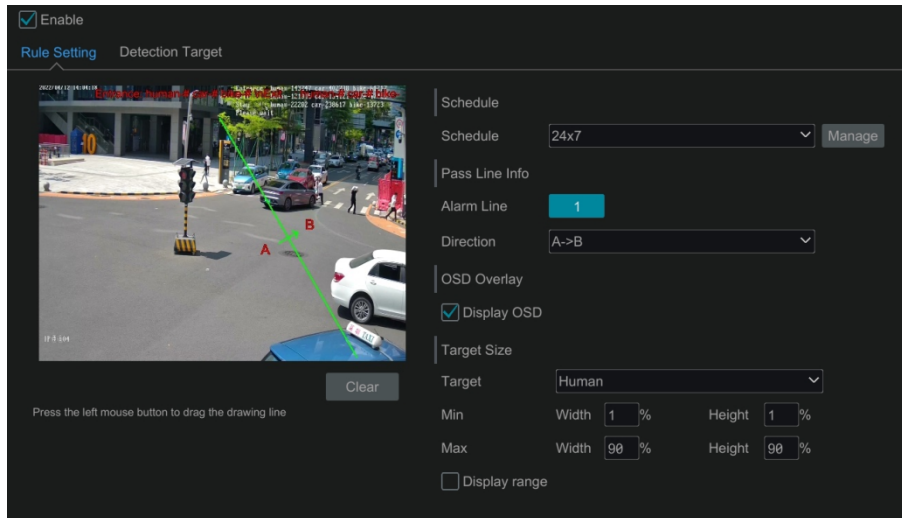 Enable
Rule Setting Detection Target
Schedule
Schedule 24x7 Manage
Pass Line Info
Alarm Line 1
Direction A->B
OSD Overlay
Display OSD
Target Size
Target Human
Min Width 1 % Height 1 %
Max Width 90 % Height 90 %
Display range
B
A
TAXI
Clear
Press the left mouse button to drag the drawing line